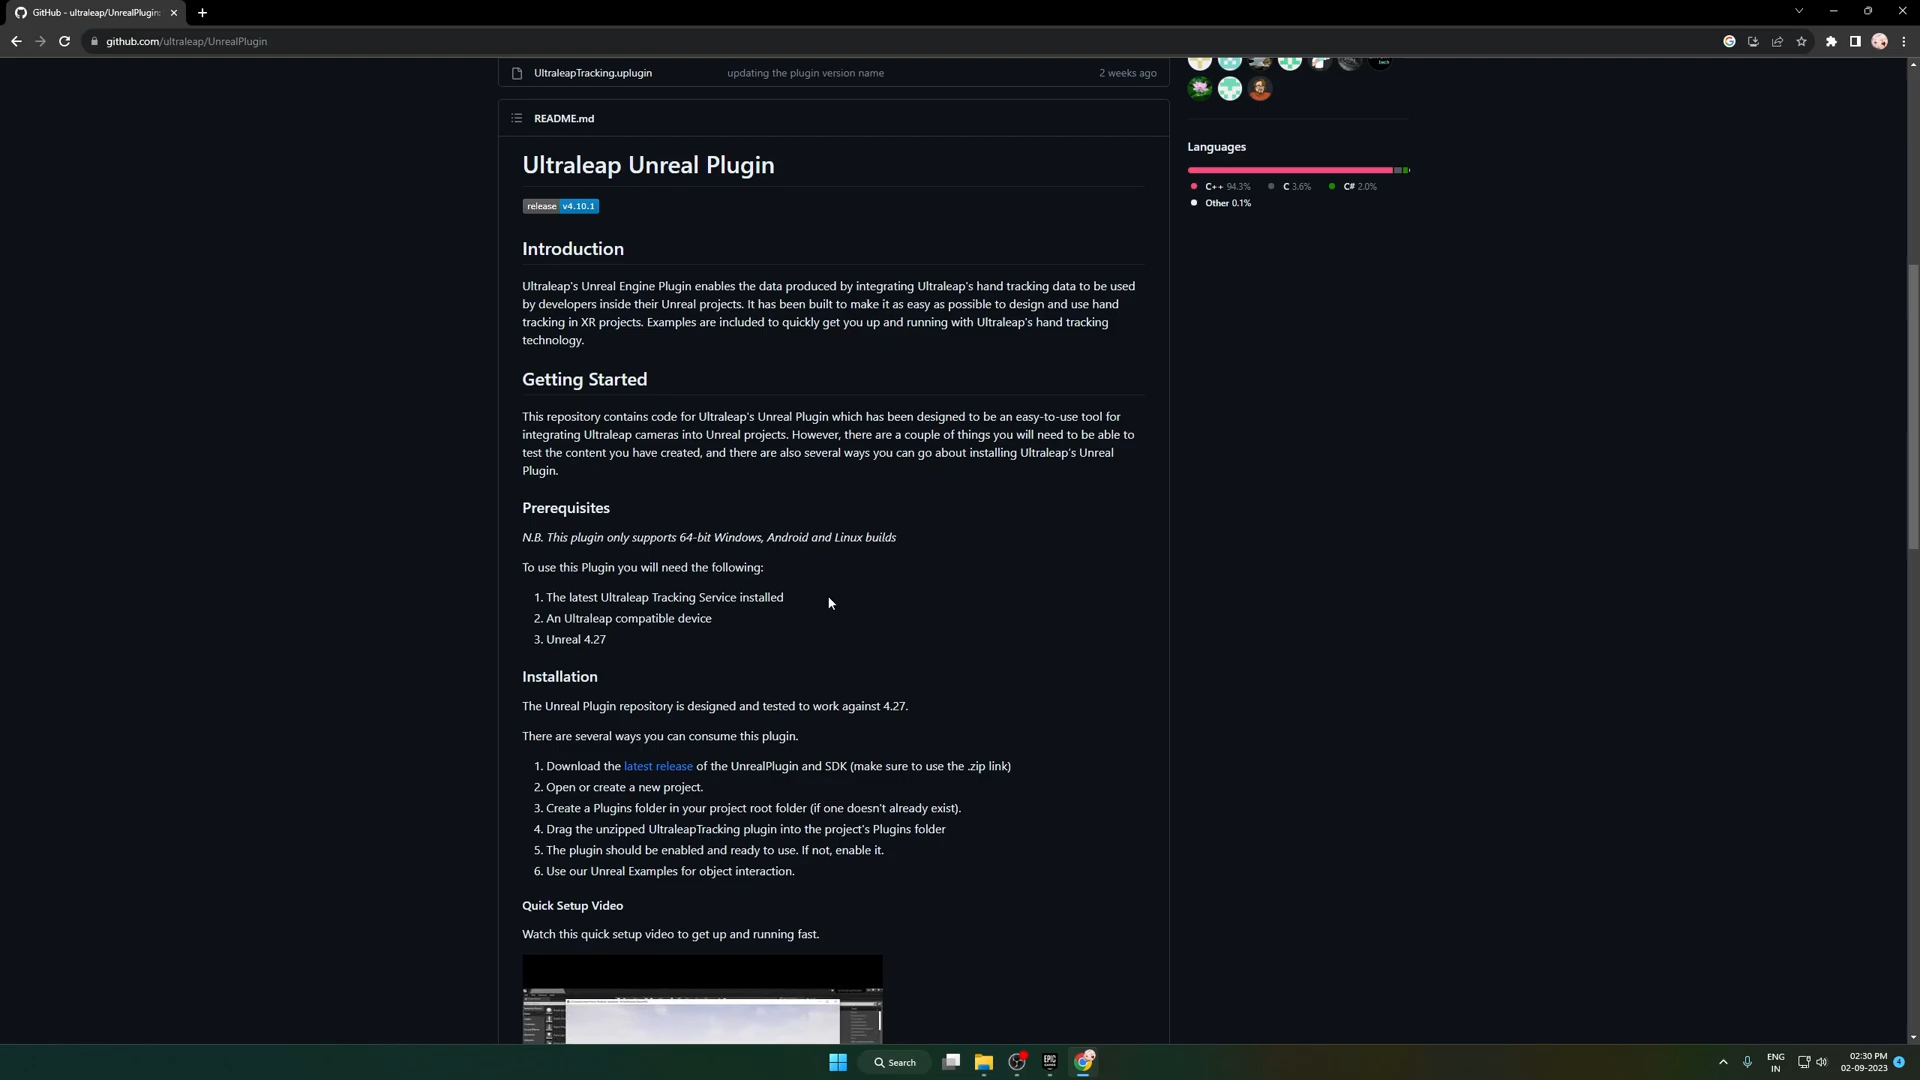 GitHub - ultraleap/UnrealPlugin:
github.com/ultraleap/UnrealPlugin
UltraleapTracking.uplugin updating the plugin version name 2 weeks ago
tech
README.md
Languages
C++ 94.3% C 3.6% C# 2.0%
Other 0.1%
Ultraleap Unreal Plugin
release v4.10.1
Introduction
Ultraleap's Unreal Engine Plugin enables the data produced by integrating Ultraleap's hand tracking data to be used
by developers inside their Unreal projects. It has been built to make it as easy as possible to design and use hand
tracking in XR projects. Examples are included to quickly get you up and running with Ultraleap's hand tracking
technology.
Getting Started
This repository contains code for Ultraleap's Unreal Plugin which has been designed to be an easy-to-use tool for
integrating Ultraleap cameras into Unreal projects. However, there are a couple of things you will need to be able to
test the content you have created, and there are also several ways you can go about installing Ultraleap's Unreal
Plugin.
Prerequisites
N.B. This plugin only supports 64-bit Windows, Android and Linux builds
To use this Plugin you will need the following:
1. The latest Ultraleap Tracking Service installed
2. An Ultraleap compatible device
3. Unreal 4.27
Installation
The Unreal Plugin repository is designed and tested to work against 4.27.
There are several ways you can consume this plugin.
1. Download the latest release of the UnrealPlugin and SDK (make sure to use the .zip link)
2. Open or create a new project.
3. Create a Plugins folder in your project root folder (if one doesn't already exist).
4. Drag the unzipped UltraleapTracking plugin into the project's Plugins folder
5. The plugin should be enabled and ready to use. If not, enable it.
6. Use our Unreal Examples for object interaction.
Quick Setup Video
Watch this quick setup video to get up and running fast.
Search
EPIC
ENG
IN
02:30 PM
02-09-2023
4